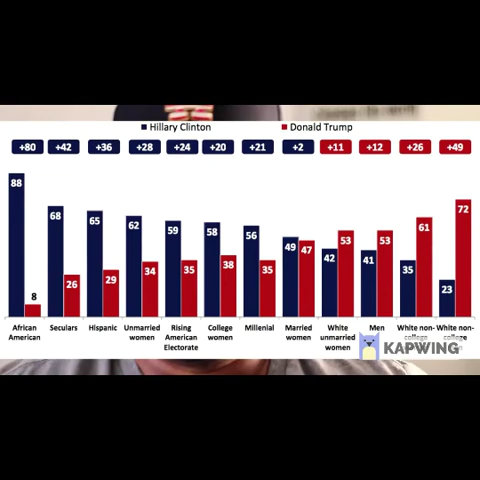 Hillary Clinton Donald Trump
+80 +42 +36 +28 +24 +20 +21 +2 +11 +12 +26 +49
88 8 68 26 65 29 62 34 59 35 58 38 56 35 49 47 42 53 41 53 35 61 23 72
African American
Seculars
Hispanic
Unmarried women
Rising American Electorate
College women
Millenial
Married women
White unmarried women
Men
White non-college
White non-college
KAPWING